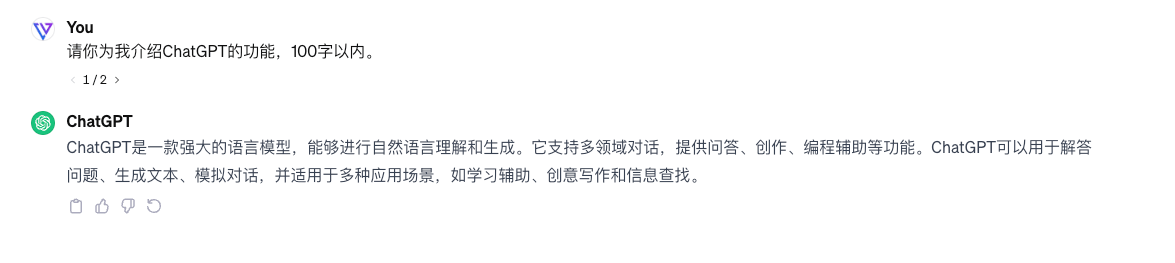 You
请你为我介绍ChatGPT的功能，100字以内。
1 / 2
ChatGPT
ChatGPT是一款强大的语言模型，能够进行自然语言理解和生成。它支持多领域对话，提供问答、创作、编程辅助等功能。ChatGPT可以用于解答
问题、生成文本、模拟对话，并适用于多种应用场景，如学习辅助、创意写作和信息查找。